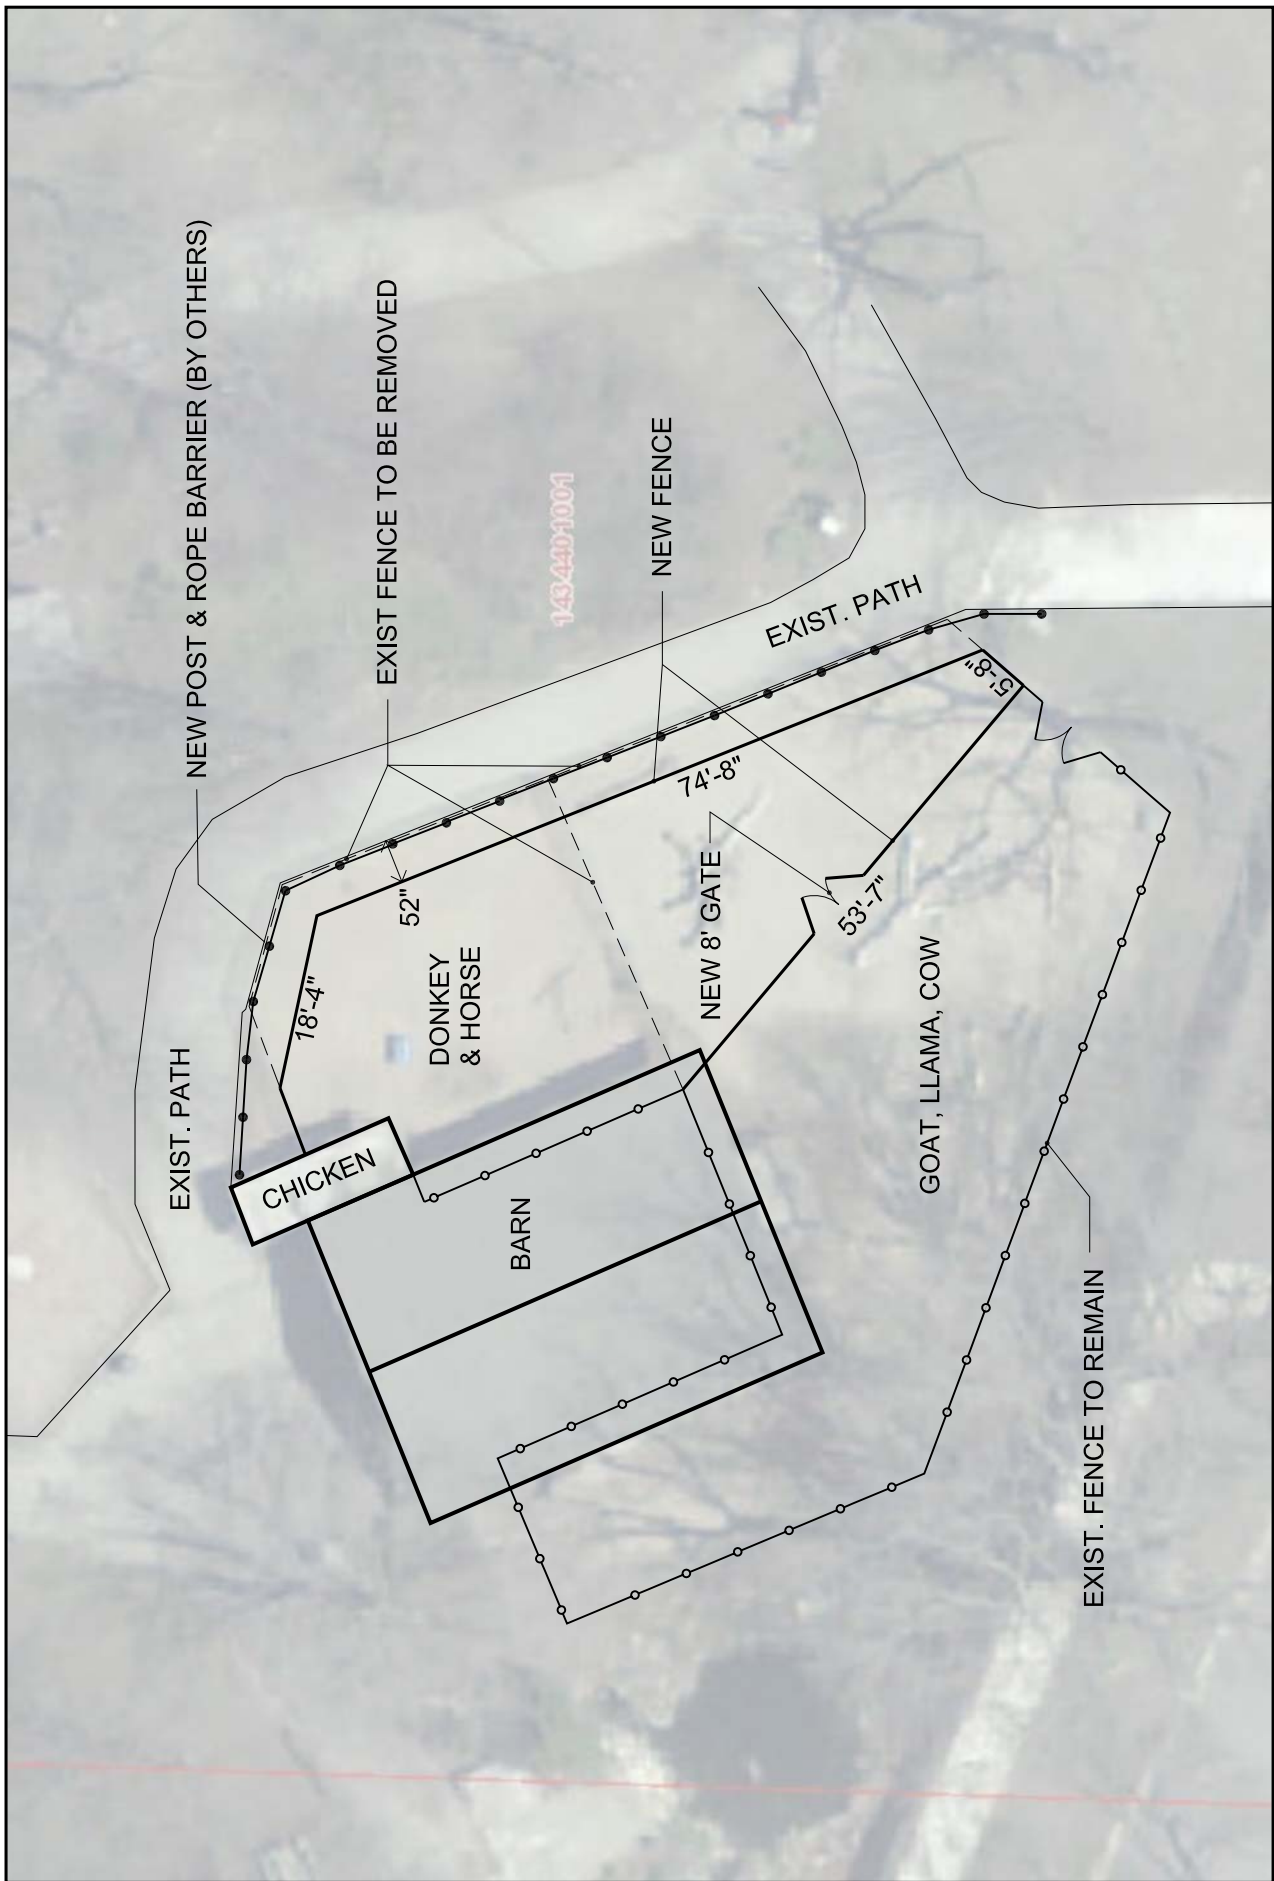 NEW POST & ROPE BARRIER (BY OTHERS)
EXIST FENCE TO BE REMOVED
1434401001
NEW FENCE
EXIST. PATH
5'-8"
74'-8"
52"
18'-4"
DONKEY
& HORSE
NEW 8' GATE
53'-7"
EXIST. PATH
CHICKEN
BARN
GOAT, LLAMA, COW
EXIST. FENCE TO REMAIN